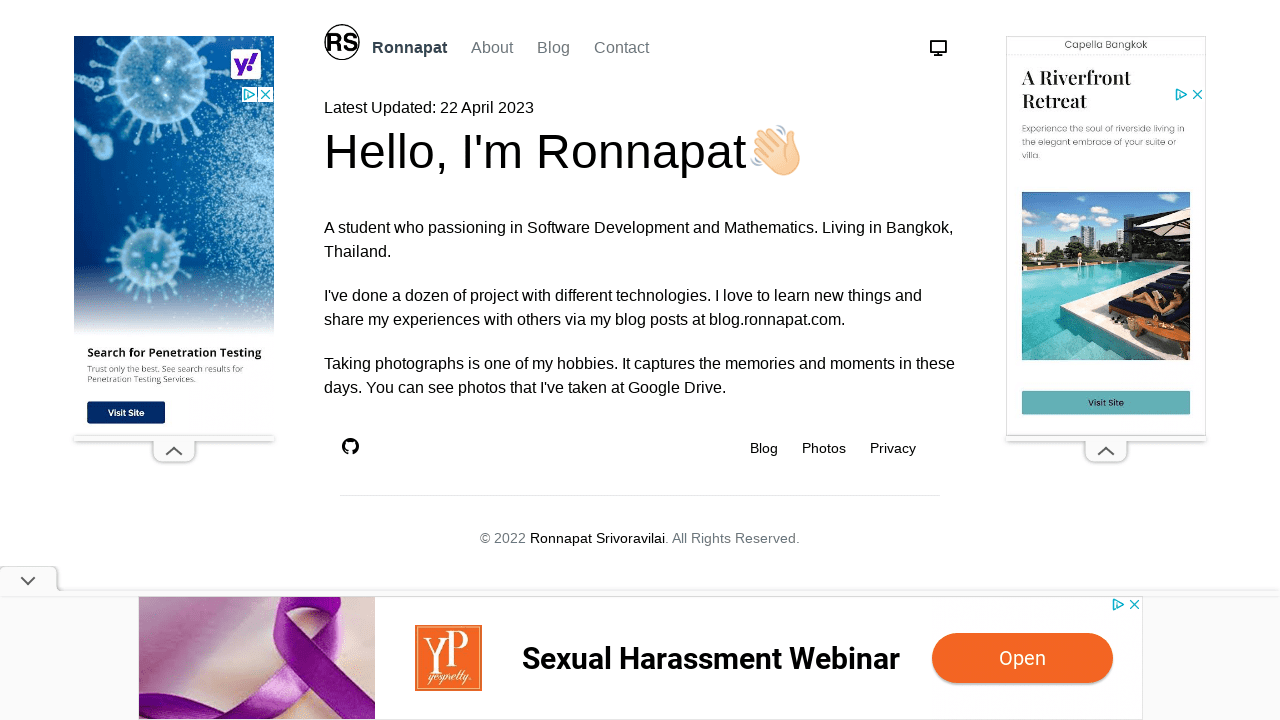 RS
Ronnapat About Blog Contact
Latest Updated: 22 April 2023
Hello, I'm Ronnapat👋🏻
A student who passioning in Software Development and Mathematics. Living in Bangkok,
Thailand.
I've done a dozen of project with different technologies. I love to learn new things and
share my experiences with others via my blog posts at blog.ronnapat.com.
Taking photographs is one of my hobbies. It captures the memories and moments in these
days. You can see photos that I've taken at Google Drive.
Blog Photos Privacy
© 2022 Ronnapat Srivoravilai. All Rights Reserved.
y!
Search for Penetration Testing
Trust only the best. See search results for
Penetration Testing Services.
Visit Site
Capella Bangkok
A Riverfront
Retreat
Experience the soul of riverside living in
the elegant embrace of your suite or
villa.
Visit Site
YP
yespretty.
Sexual Harassment Webinar
Open